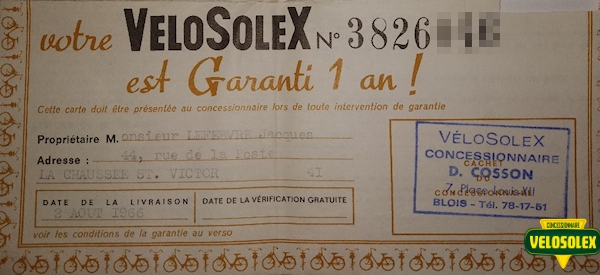 votre VELOSOLEX N° 3826
est Garanti 1 an !
Cette carte doit être présentée au concessionnaire lors de toute intervention de garantie
Propriétaire M.onsieur LEFEBVRE Jacques
Adresse : 44, rue de la Poste
LA CHAUSSEE ST. VICTOR 41
DATE DE LA LIVRAISON
2 AOUT 1966
DATE DE LA VÉRIFICATION GRATUITE
voir les conditions de la garantie au verso
VÉLOSOLEX
CONCESSIONNAIRE
CACHET
D. COSSON
DU
7, Place Louis XII
CONCESSIONNAIRE
BLOIS - Tél. 78-17-51
CONCESSIONNAIRE
VELOSOLEX